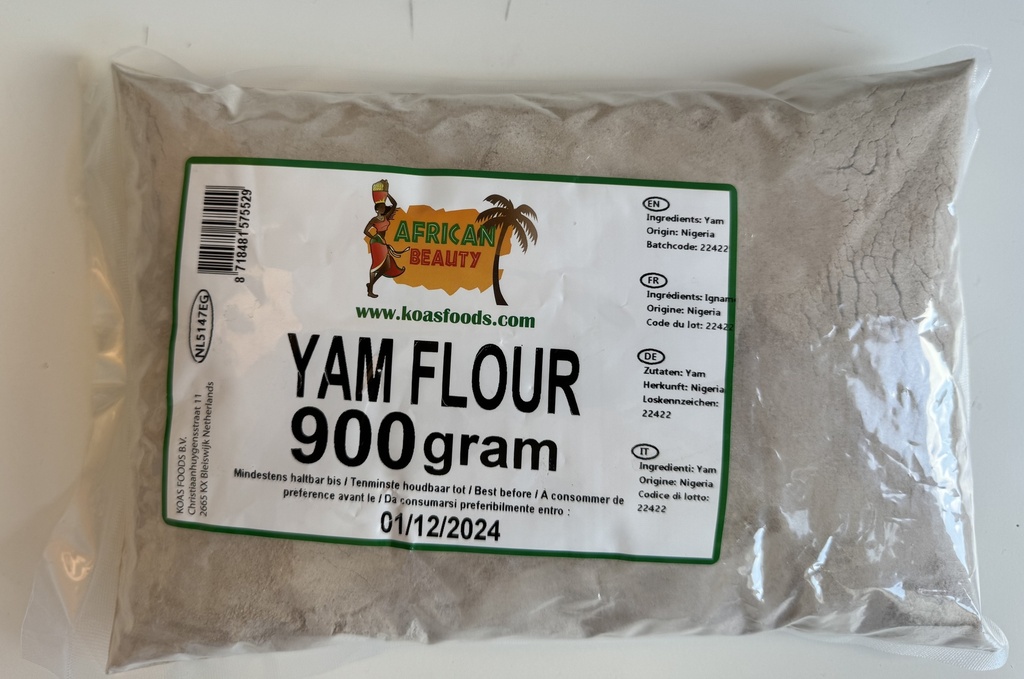 8 718481 575529
NL5147EG
KOAS FOODS B.V.
Christiaanhuygensstraat 11
2665 KX Bleiswijk Netherlands
AFRICAN
BEAUTY
www.koasfoods.com
YAM FLOUR
900 gram
Mindestens haltbar bis / Tenminste houdbaar tot / Best before / A consommer de
preference avant le / Da consumarsi preferibilmente entro :
01/12/2024
EN
Ingredients: Yam
Origin: Nigeria
Batchcode: 22422
FR
Ingrédients: Ignam
Origine: Nigeria
Code du lot: 22422
DE
Zutaten: Yam
Herkunft: Nigeria
Loskennzeichen:
22422
IT
Ingredienti: Yam
Origine: Nigeria
Codice di lotto:
22422